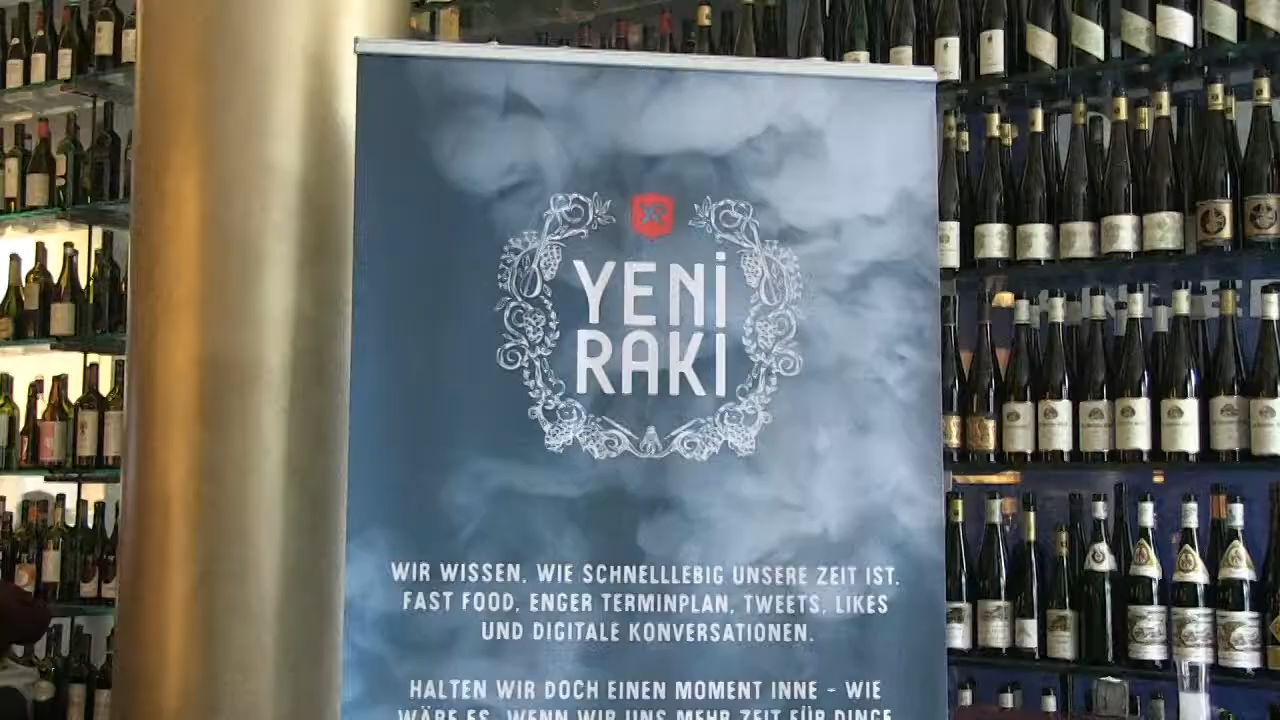 YENİ
RAKI
WIR WISSEN, WIE SCHNELLLEBIG UNSERE ZEIT IST.
FAST FOOD, ENGER TERMINPLAN, TWEETS, LIKES
UND DIGITALE KONVERSATIONEN.
HALTEN WIR DOCH EINEN MOMENT INNE - WIE
WÄRE ES, WENN WIR UNS MEHR ZEIT FÜR DINGE